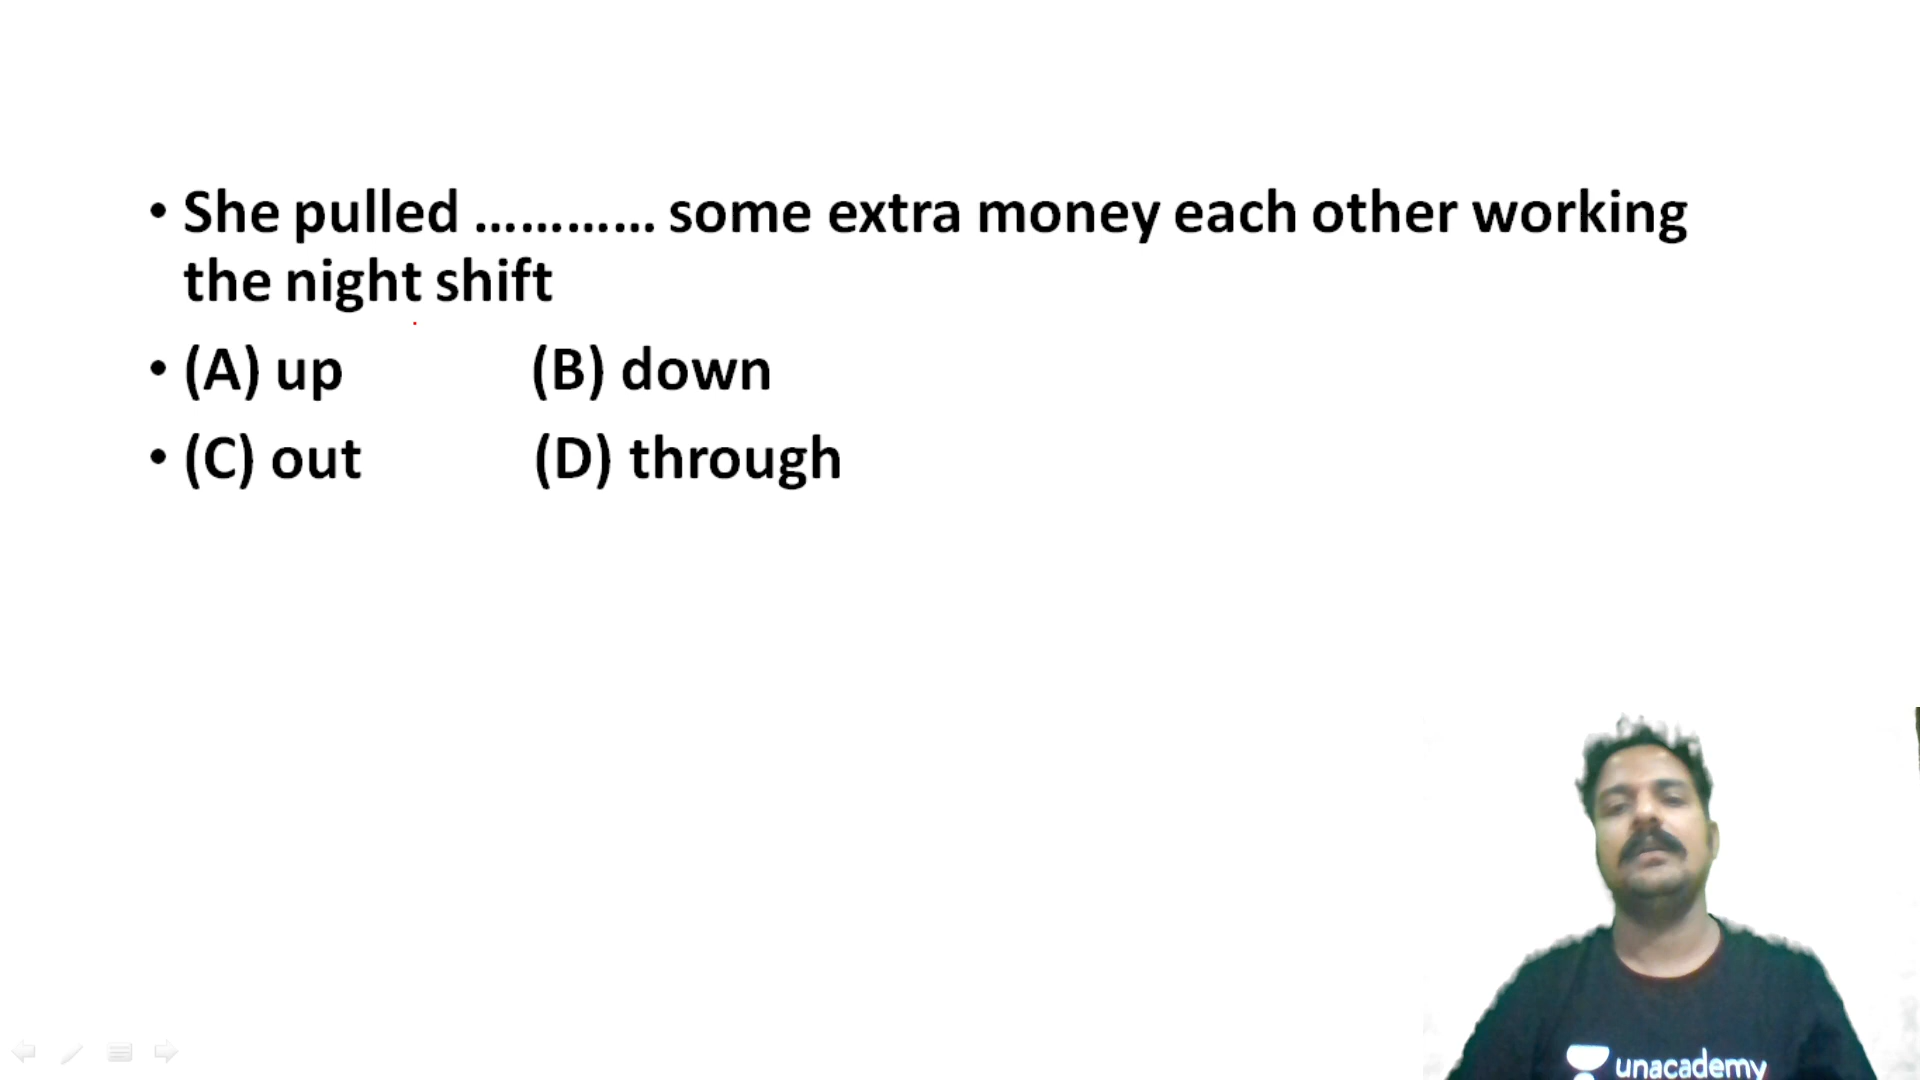 • She pulled ............. some extra money each other working
the night shift
• (A) up (B) down
• (C) out (D) through
unacademy